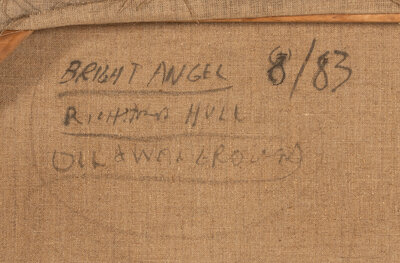 BRIGHT ANGEL 8/83
RICHARD HULL
OIL & WAX GROUND